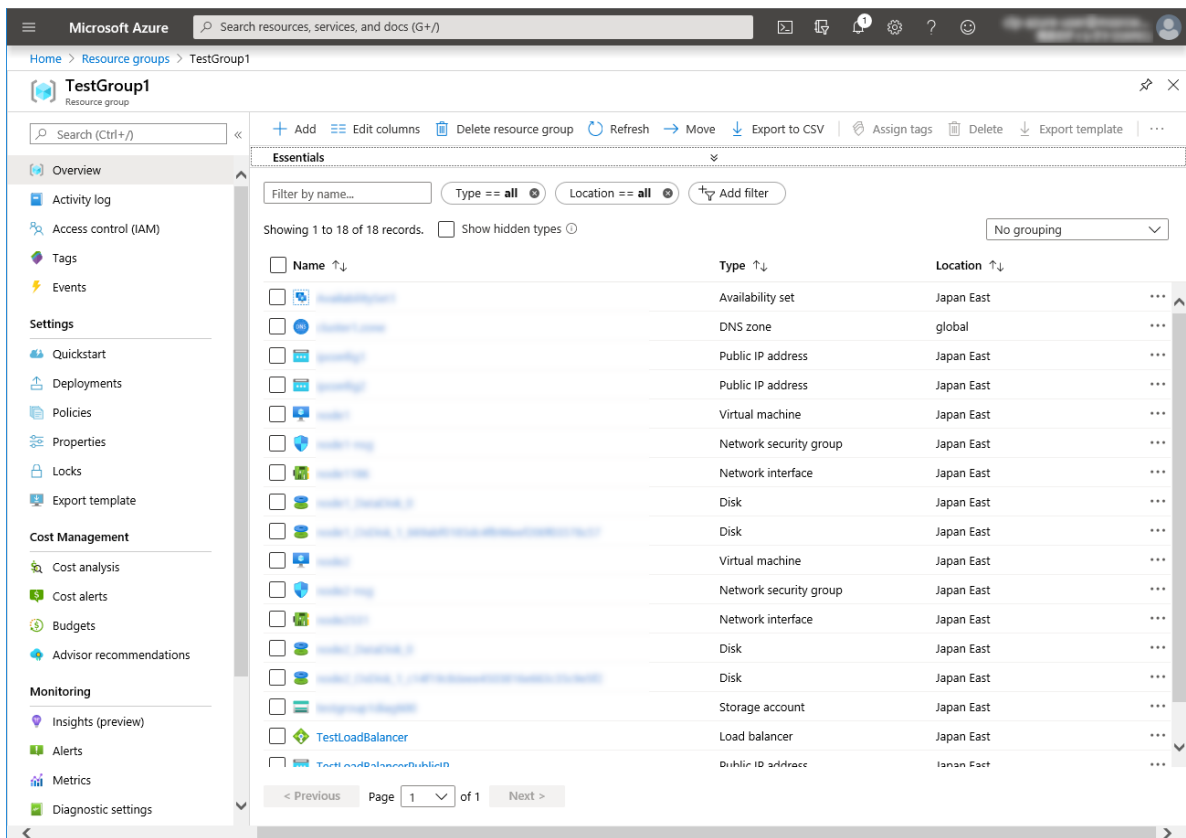 Microsoft Azure
Search resources, services, and docs (G+/)
1
Home > Resource groups > TestGroup1
TestGroup1
Resource group
Search (Ctrl+/)
«
Add
Edit columns
Delete resource group
Refresh
Move
Export to CSV
Assign tags
Delete
Export template
...
Essentials
Overview
Activity log
Access control (IAM)
Tags
Events
Settings
Quickstart
Deployments
Policies
Properties
Locks
Export template
Cost Management
Cost analysis
Cost alerts
Budgets
Advisor recommendations
Monitoring
Insights (preview)
Alerts
Metrics
Diagnostic settings
Filter by name...
Type == all
Location == all
Add filter
Showing 1 to 18 of 18 records.
Show hidden types
No grouping
Name ↑↓ Type ↑↓ Location ↑↓
Availability set Japan East ...
DNS DNS zone global ...
Public IP address Japan East ...
Public IP address Japan East ...
Virtual machine Japan East ...
Network security group Japan East ...
Network interface Japan East ...
Disk Japan East ...
Disk Japan East ...
Virtual machine Japan East ...
Network security group Japan East ...
Network interface Japan East ...
Disk Japan East ...
Disk Japan East ...
Storage account Japan East ...
TestLoadBalancer Load balancer Japan East ...
TestLoadBalancerPublicIP Public IP address Japan East ...
< Previous Page 1 of 1 Next >